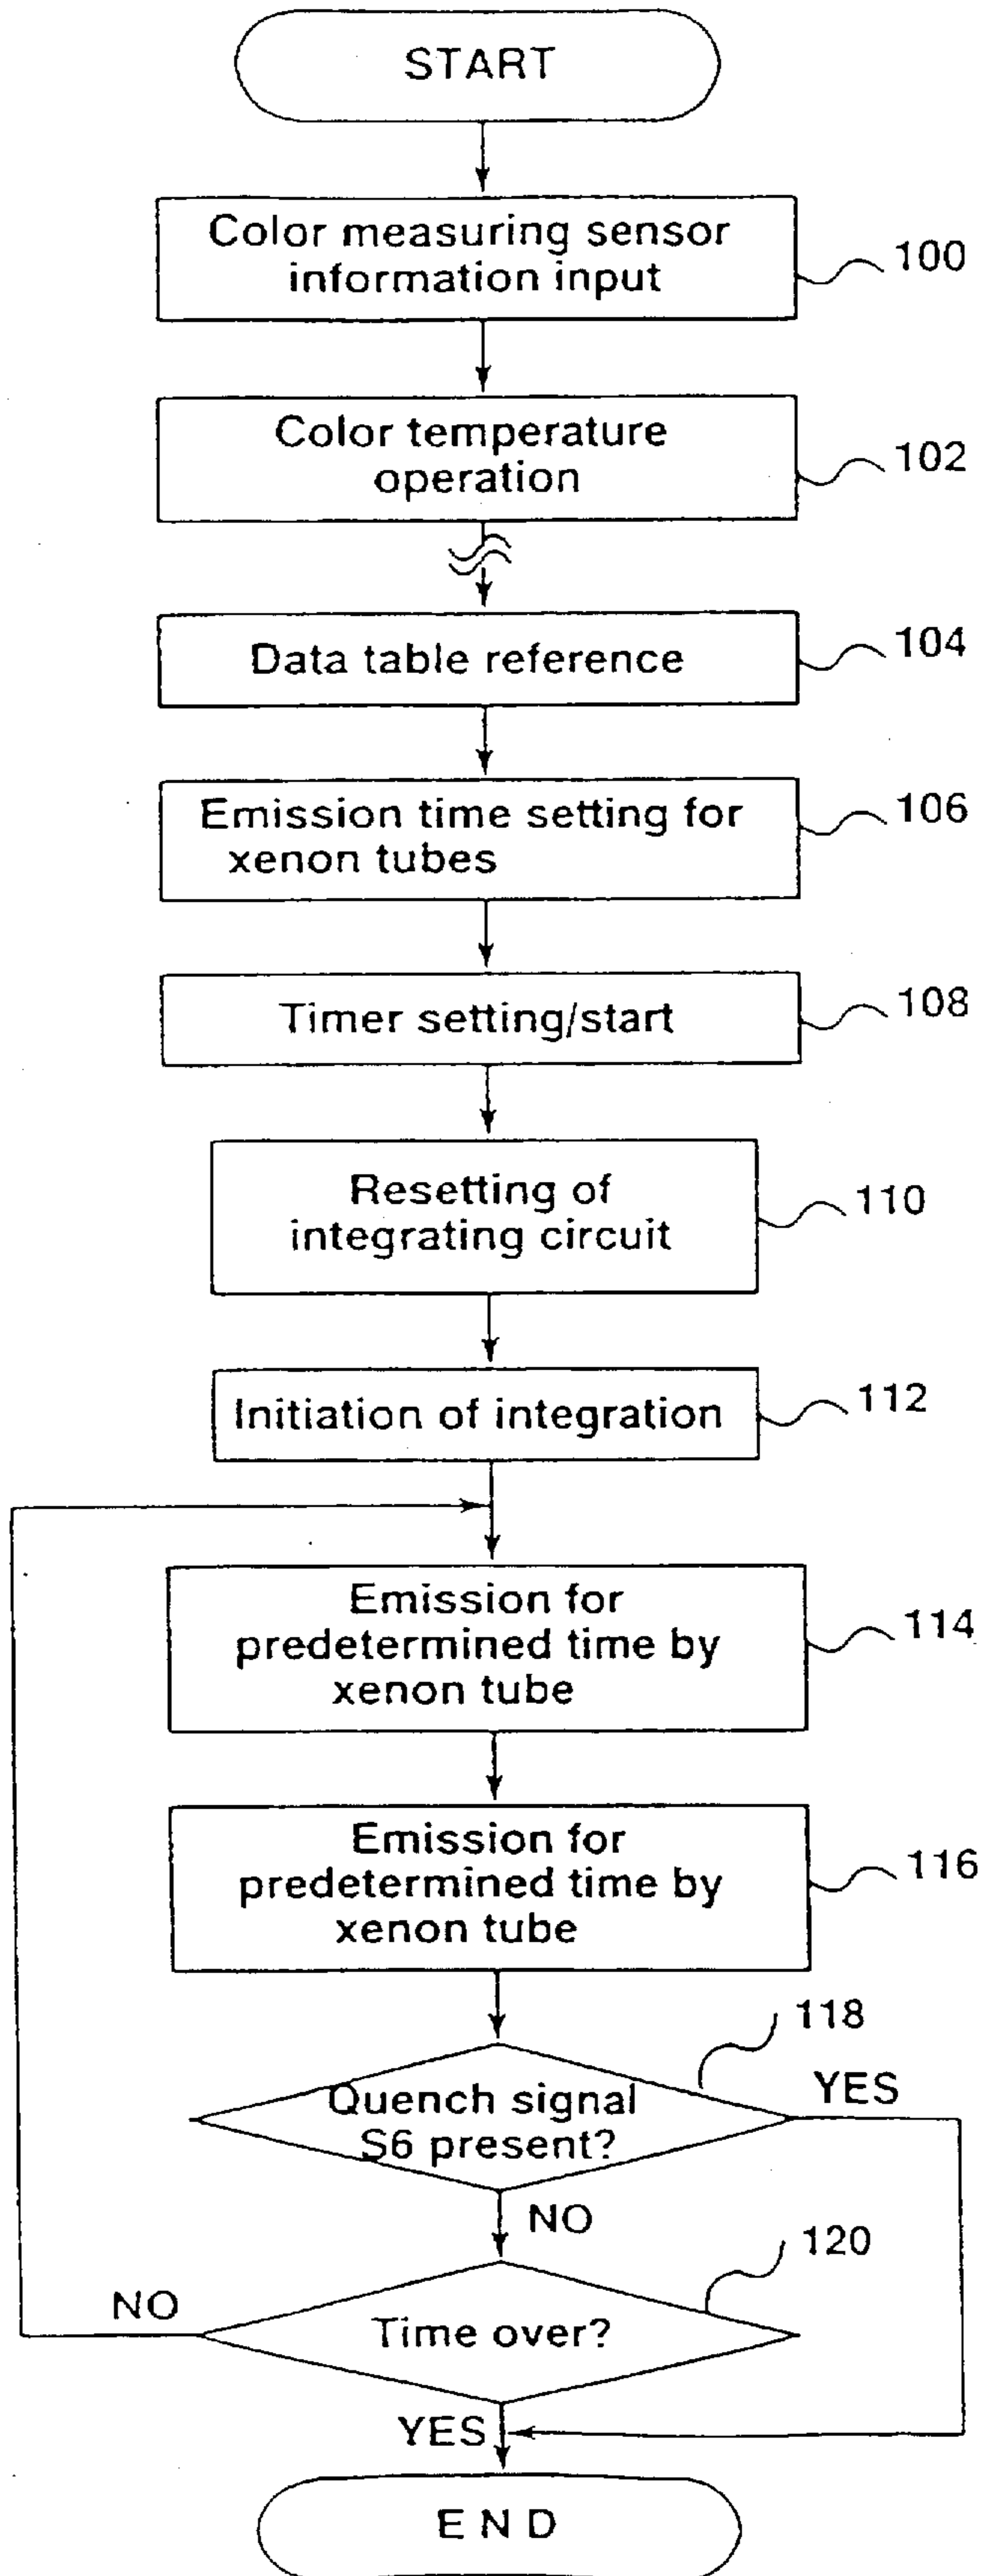 START
Color measuring sensor
information input
100
Color temperature
operation
102
Data table reference
104
Emission time setting for
xenon tubes
106
Timer setting/start
108
Resetting of
integrating circuit
110
Initiation of integration
112
Emission for
predetermined time by
xenon tube
114
Emission for
predetermined time by
xenon tube
116
118
Quench signal
S6 present?
YES
NO
120
Time over?
NO
YES
END